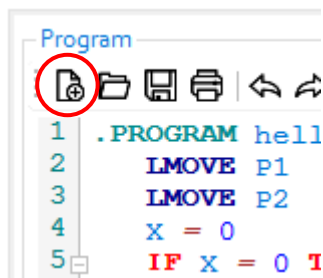 Program
1 .PROGRAM hell
2 LMOVE P1
3 LMOVE P2
4 X = 0
5 IF X = 0 T